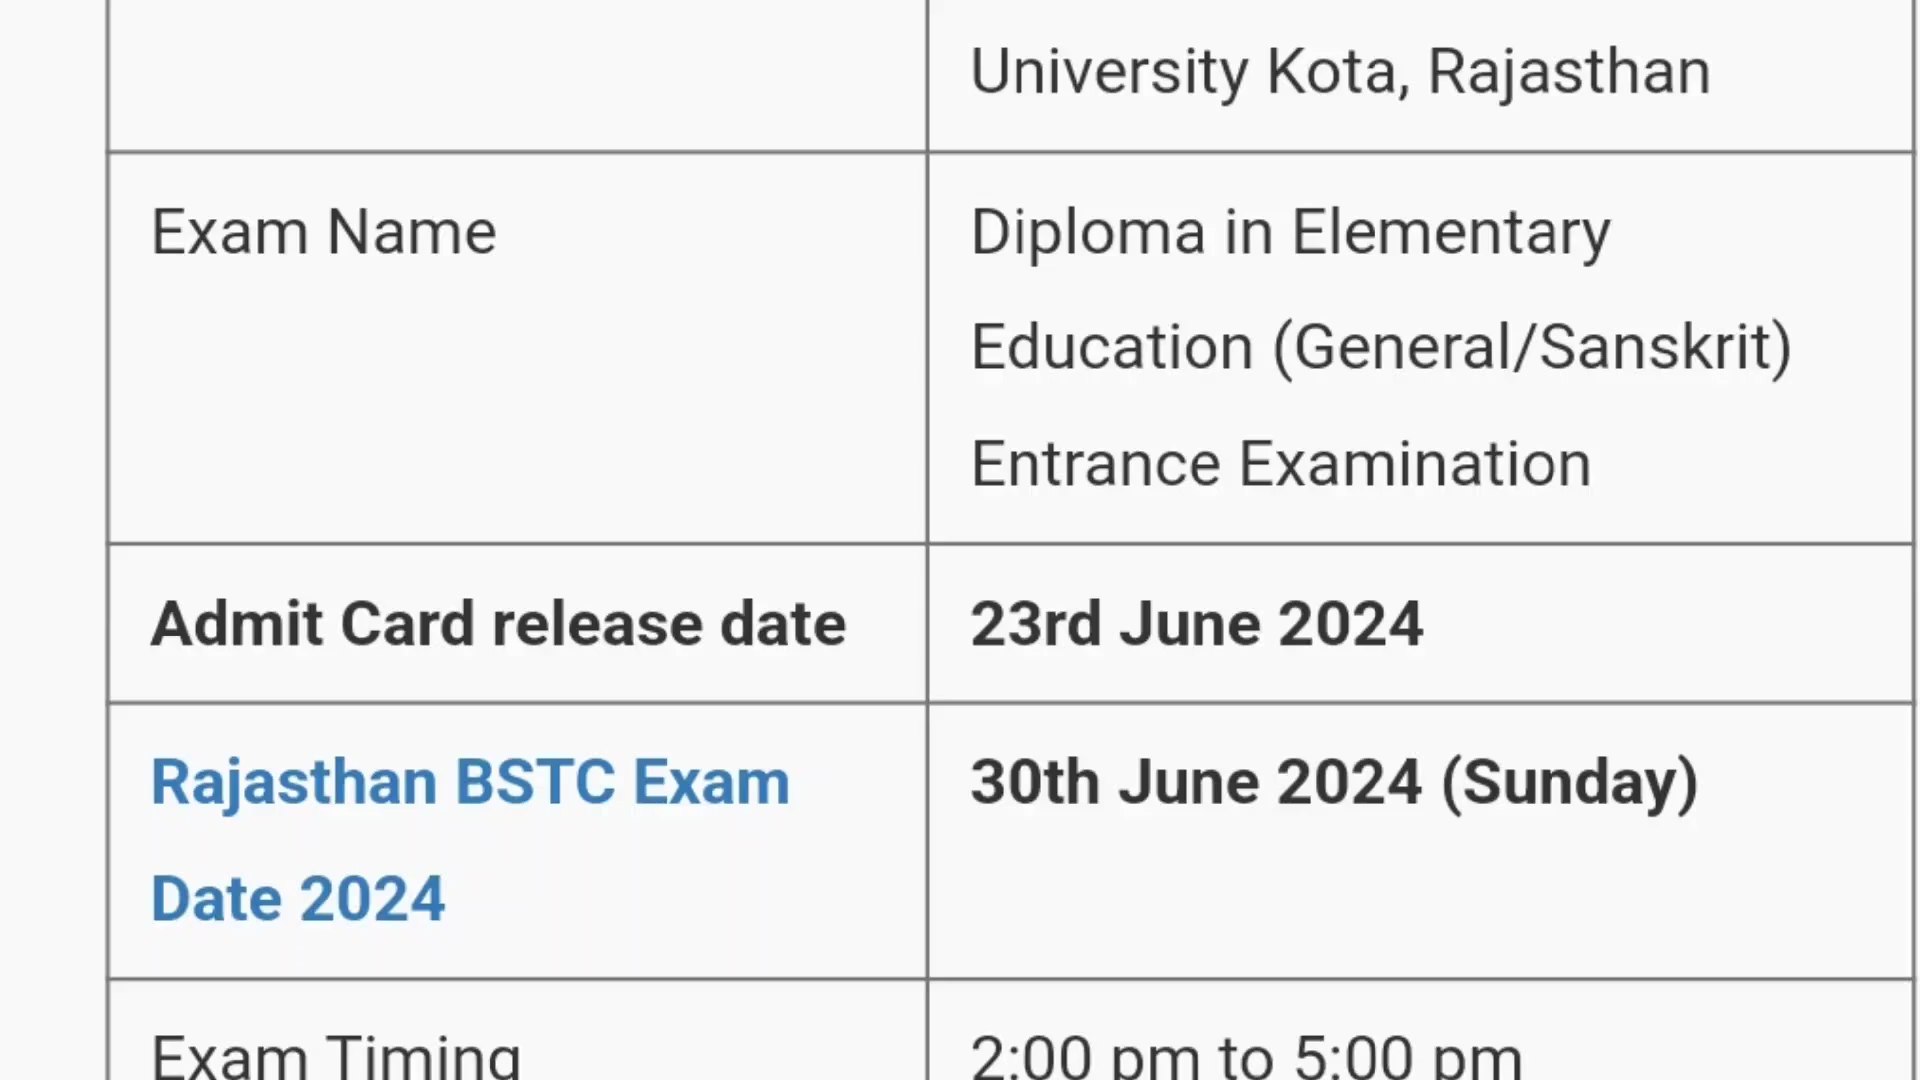 University Kota, Rajasthan
Exam Name
Diploma in Elementary
Education (General/Sanskrit)
Entrance Examination
Admit Card release date
23rd June 2024
Rajasthan BSTC Exam
Date 2024
30th June 2024 (Sunday)
Exam Timing
2:00 pm to 5:00 pm